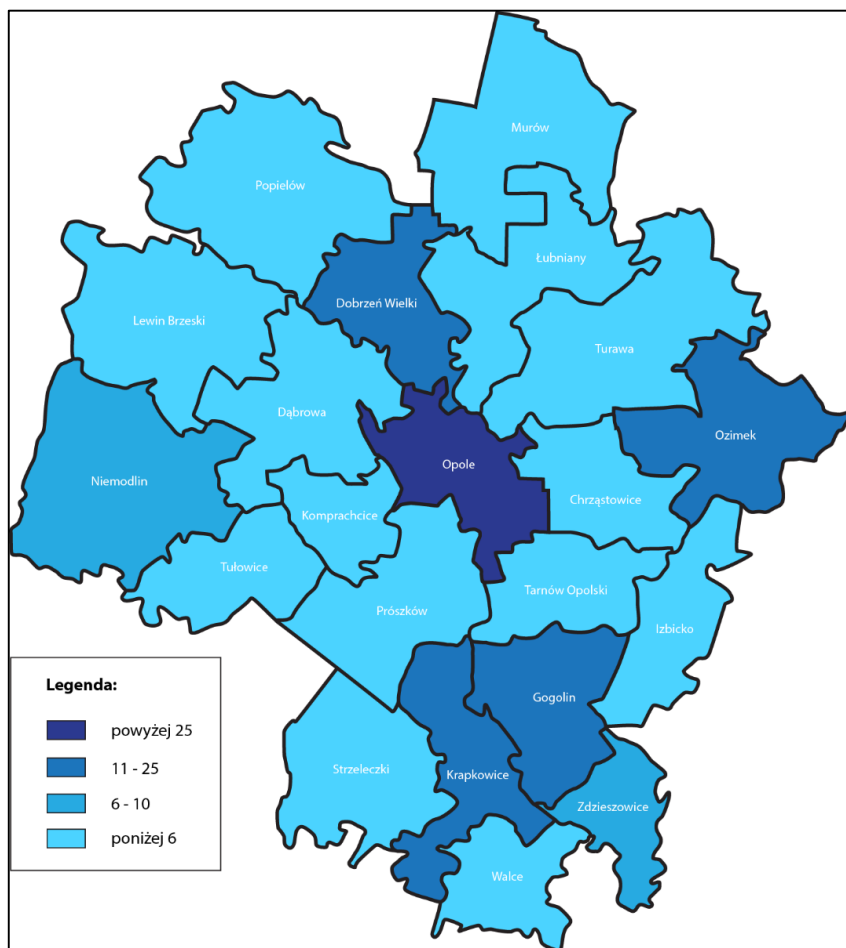 Murów
Popielów
Łubniany
Dobrzeń Wielki
Lewin Brzeski
Turawa
Dąbrowa
Ozimek
Opole
Niemodlin
Chrząstowice
Komprachcice
Tułowice
Prószków
Tarnów Opolski
Izbicko
Legenda:
powyżej 25
11 - 25
6 - 10
poniżej 6
Gogolin
Strzeleczki
Krapkowice
Zdzieszowice
Walce